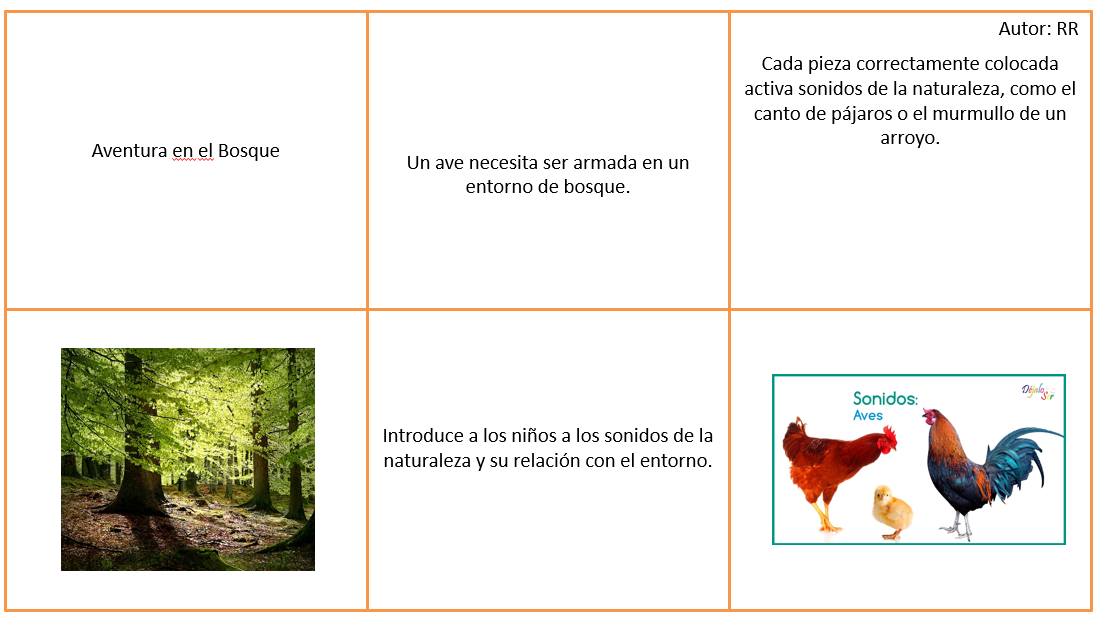 Aventura en el Bosque
Un ave necesita ser armada en un
entorno de bosque.
Autor: RR
Cada pieza correctamente colocada
activa sonidos de la naturaleza, como el
canto de pájaros o el murmullo de un
arroyo.
Introduce a los niños a los sonidos de la
naturaleza y su relación con el entorno.
Sonidos:
Aves
Déjalo
Ser